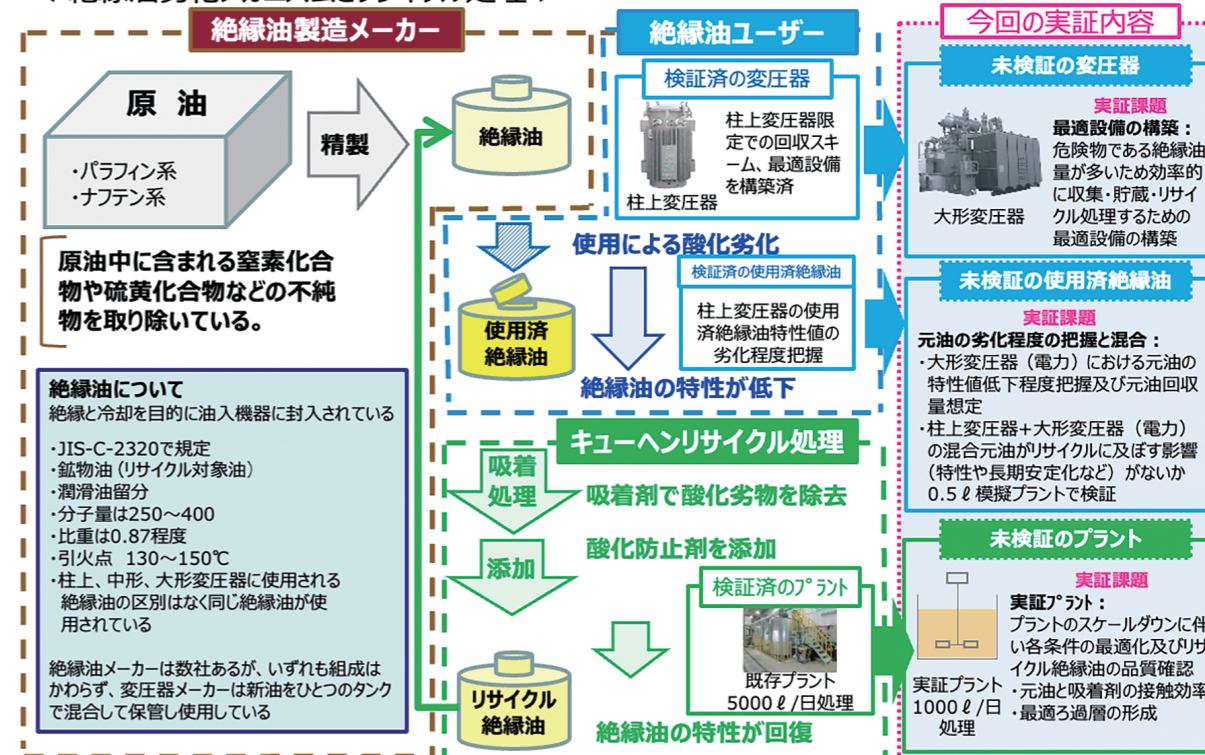 絶縁油製造メーカー
原 油
・パラフィン系
・ナフテン系
精製
絶縁油
原油中に含まれる窒素化合
物や硫黄化合物などの不純
物を取り除いている。
絶縁油について
絶縁と冷却を目的に油入機器に封入されている
・JIS-C-2320で規定
・鉱物油（リサイクル対象油）
・潤滑油留分
・分子量は250～400
・比重は0.87程度
・引火点 130～150℃
・柱上、中形、大形変圧器に使用される
絶縁油の区別はなく同じ絶縁油が使
用されている
絶縁油メーカーは数社あるが、いずれも組成は
かわらず、変圧器メーカーは新油をひとつのタンク
で混合して保管し使用している
絶縁油ユーザー
検証済の変圧器
柱上変圧器限
定での回収スキ
ーム、最適設備
を構築済
柱上変圧器
使用による酸化劣化
検証済の使用済絶縁油
柱上変圧器の使用
済絶縁油特性値の
劣化程度把握
使用済
絶縁油
絶縁油の特性が低下
キューヘンリサイクル処理
吸着
処理
吸着剤で酸化劣物を除去
添加
酸化防止剤を添加
検証済のプラント
既存プラント
5000ℓ/日処理
リサイクル
絶縁油
絶縁油の特性が回復
今回の実証内容
未検証の変圧器
実証課題
最適設備の構築：
危険物である絶縁油
量が多いため効率的
に収集・貯蔵・リサイ
クル処理するための
最適設備の構築
大形変圧器
未検証の使用済絶縁油
実証課題
元油の劣化程度の把握と混合：
・大形変圧器（電力）における元油の
特性値低下程度把握及び元油回収
量想定
・柱上変圧器+大形変圧器（電力）
の混合元油がリサイクルに及ぼす影響
（特性や長期安定化など）がないか
0.5ℓ模擬プラントで検証
未検証のプラント
実証課題
実証プラント：
プラントのスケールダウンに伴
い各条件の最適化及びリサ
イクル絶縁油の品質確認
・元油と吸着剤の接触効率
・最適ろ過層の形成
実証プラント
1000ℓ/日
処理